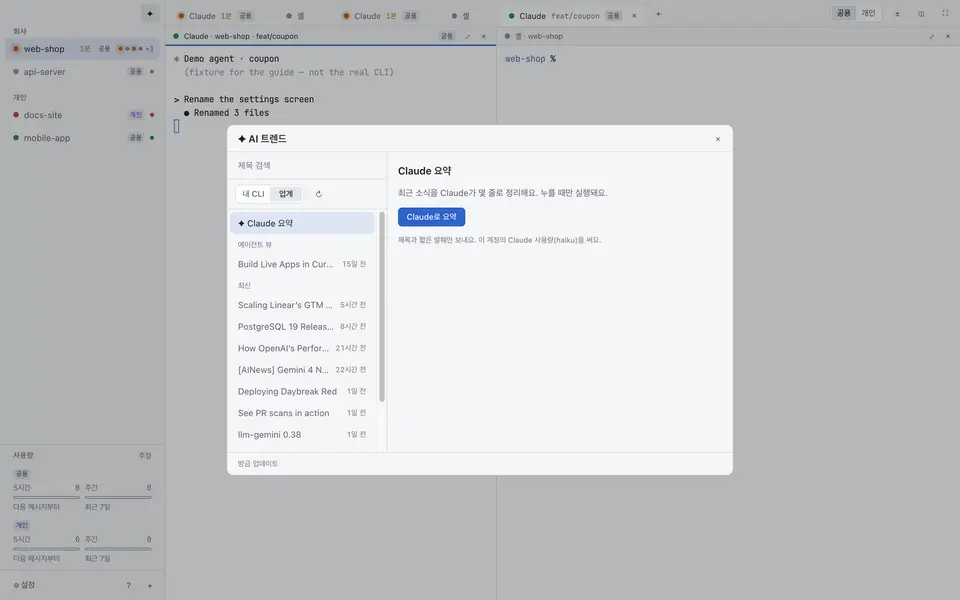 회사
web-shop 1분 공용 +1
api-server 공용
개인
docs-site 개인
mobile-app 공용
사용량 추정
공용
5시간 0 주간 0
다음 메시지부터 최근 7일
개인
5시간 0 주간 0
다음 메시지부터 최근 7일
설정 ? +
Claude 1분 공용 셸 Claude 1분 공용 셸 Claude feat/coupon 공용 × +
공용 개인
Claude · web-shop · feat/coupon 공용 ×
셸 · web-shop ×
Demo agent · coupon
(fixture for the guide — not the real CLI)
> Rename the settings screen
● Renamed 3 files
web-shop %
AI 트렌드 ×
제목 검색
내 CLI 업계
Claude 요약
에이전트 뷰
Build Live Apps in Cur... 15일 전
최신
Scaling Linear's GTM ... 5시간 전
PostgreSQL 19 Releas... 8시간 전
How OpenAI's Perfor... 21시간 전
[AINews] Gemini 4 N... 22시간 전
Deploying Daybreak Red 1일 전
See PR scans in action 1일 전
llm-gemini 0.38 1일 전
방금 업데이트
Claude 요약
최근 소식을 Claude가 몇 줄로 정리해요. 누를 때만 실행돼요.
Claude로 요약
제목과 짧은 발췌만 보내요. 이 계정의 Claude 사용량(haiku)을 써요.